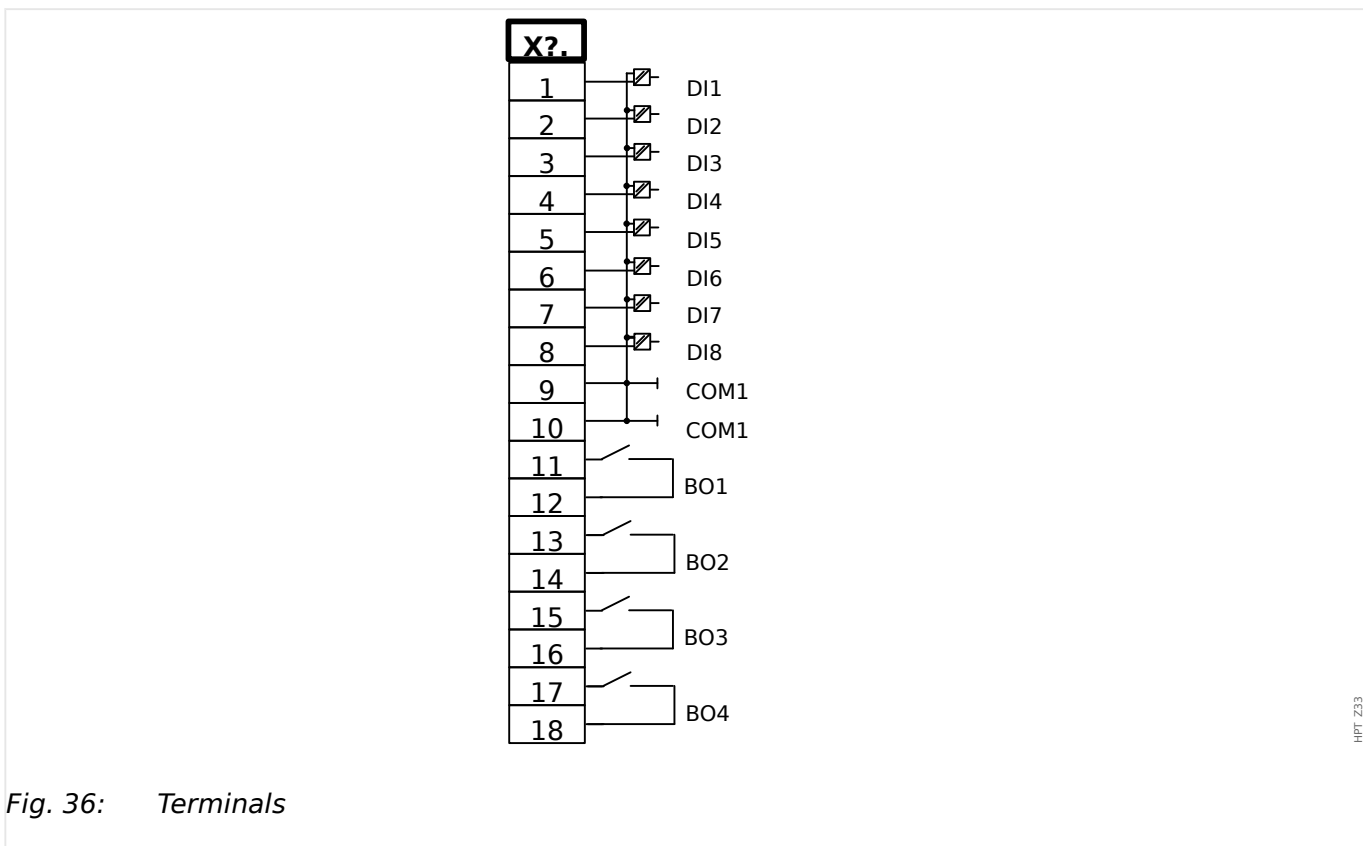 X?.
1 DI1
2 DI2
3 DI3
4 DI4
5 DI5
6 DI6
7 DI7
8 DI8
9 COM1
10 COM1
11
BO1
12
13
BO2
14
15
BO3
16
17
BO4
18
HPT Z33
Fig. 36: Terminals